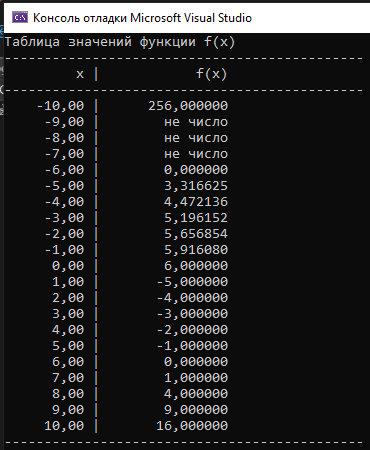 Консоль отладки Microsoft Visual Studio
Таблица значений функции f(x)
---------------------------------------------
x | f(x)
---------------------------------------------
-10,00 | 256,000000
-9,00 | не число
-8,00 | не число
-7,00 | не число
-6,00 | 0,000000
-5,00 | 3,316625
-4,00 | 4,472136
-3,00 | 5,196152
-2,00 | 5,656854
-1,00 | 5,916080
0,00 | 6,000000
1,00 | -5,000000
2,00 | -4,000000
3,00 | -3,000000
4,00 | -2,000000
5,00 | -1,000000
6,00 | 0,000000
7,00 | 1,000000
8,00 | 4,000000
9,00 | 9,000000
10,00 | 16,000000
---------------------------------------------